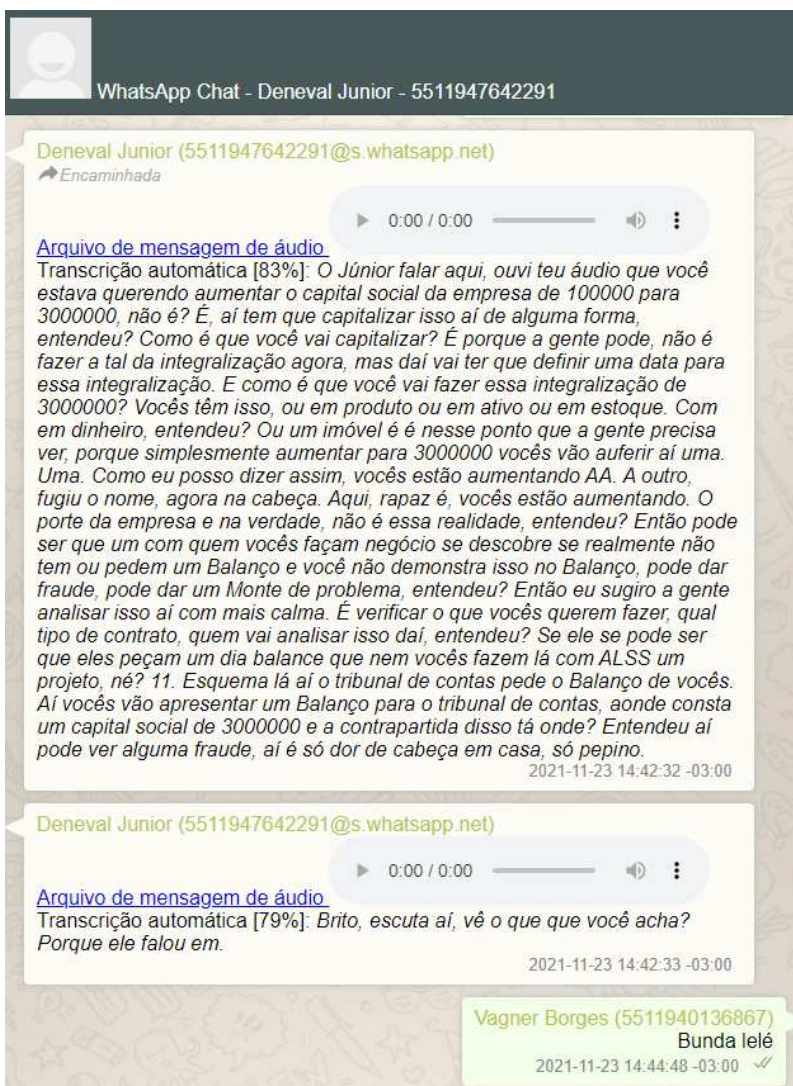 WhatsApp Chat - Deneval Junior - 5511947642291
Deneval Junior (5511947642291@s.whatsapp.net)
Encaminhada
0:00 / 0:00
Arquivo de mensagem de áudio
Transcrição automática [83%]: O Júnior falar aqui, ouvi teu áudio que você
estava querendo aumentar o capital social da empresa de 100000 para
3000000, não é? É, aí tem que capitalizar isso aí de alguma forma,
entendeu? Como é que você vai capitalizar? É porque a gente pode, não é
fazer a tal da integralização agora, mas daí vai ter que definir uma data para
essa integralização. E como é que você vai fazer essa integralização de
3000000? Vocês têm isso, ou em produto ou em ativo ou em estoque. Com
em dinheiro, entendeu? Ou um imóvel é é nesse ponto que a gente precisa
ver, porque simplesmente aumentar para 3000000 vocês vão auferir aí uma.
Uma. Como eu posso dizer assim, vocês estão aumentando AA. A outro,
fugiu o nome, agora na cabeça. Aqui, rapaz é, vocês estão aumentando. O
porte da empresa e na verdade, não é essa realidade, entendeu? Então pode
ser que um com quem vocês façam negócio se descobre se realmente não
tem ou pedem um Balanço e você não demonstra isso no Balanço, pode dar
fraude, pode dar um Monte de problema, entendeu? Então eu sugiro a gente
analisar isso aí com mais calma. É verificar o que vocês querem fazer, qual
tipo de contrato, quem vai analisar isso daí, entendeu? Se ele se pode ser
que eles peçam um dia balance que nem vocês fazem lá com ALSS um
projeto, né? 11. Esquema lá aí o tribunal de contas pede o Balanço de vocês.
Aí vocês vão apresentar um Balanço para o tribunal de contas, aonde consta
um capital social de 3000000 e a contrapartida disso tá onde? Entendeu aí
pode ver alguma fraude, aí é só dor de cabeça em casa, só pepino.
2021-11-23 14:42:32 -03:00
Deneval Junior (5511947642291@s.whatsapp.net)
0:00 / 0:00
Arquivo de mensagem de áudio
Transcrição automática [79%]: Brito, escuta aí, vê o que que você acha?
Porque ele falou em.
2021-11-23 14:42:33 -03:00
Vagner Borges (5511940136867)
Bunda lelé
2021-11-23 14:44:48 -03:00